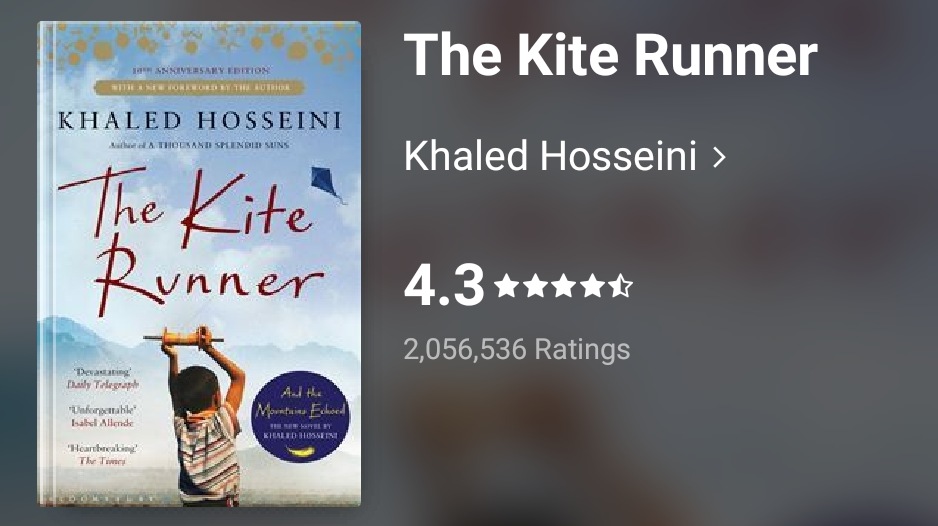 10TH ANNIVERSARY EDITION
WITH A NEW FOREWORD BY THE AUTHOR
KHALED HOSSEINI
Author of A THOUSAND SPLENDID SUNS
The Kite
Runner
'Devastating'
Daily Telegraph
'Unforgettable'
Isabel Allende
'Heartbreaking'
The Times
And the
Mountains Echoed
THE NEW NOVEL BY
KHALED HOSSEINI
BLOOMSBURY
The Kite Runner
Khaled Hosseini >
4.3
2,056,536 Ratings